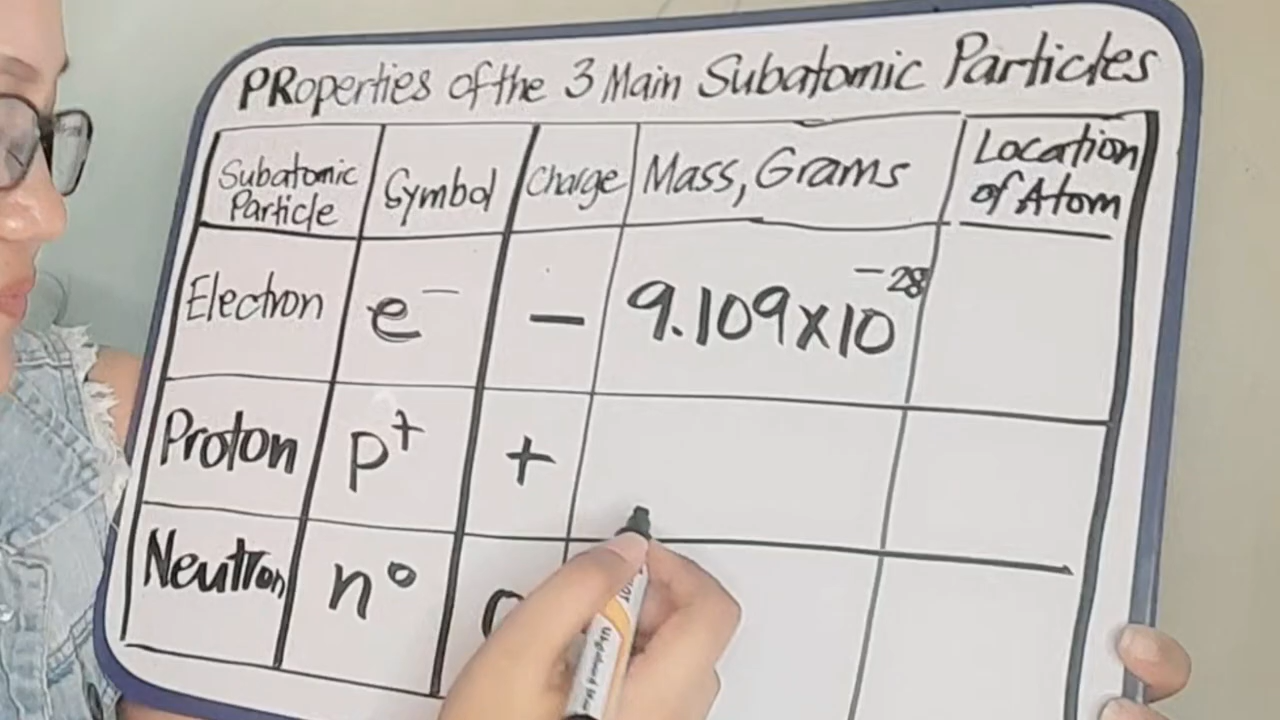 PRoperties of the 3 Main Subatomic Particles
Subatomic Particle
Symbol
Charge
Mass, Grams
Location of Atom
Electron
e⁻
−
9.109x10⁻²⁸
Proton
p⁺
+
Neutron
n⁰